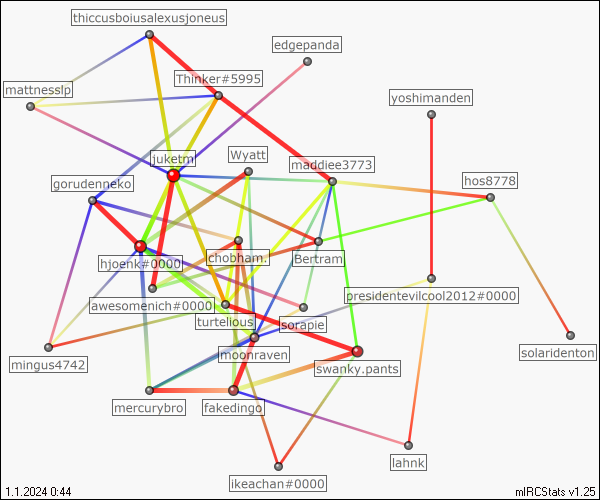 thiccusboiusalexusjoneus
edgepanda
Thinker#5995
mattnesslp
yoshimanden
juketm
Wyatt
maddiee3773
gorudenneko
hos8778
hjoenk#0000
chobham.
Bertram
awesomenich#0000
presidentevilcool2012#0000
turtelious
sorapie
mingus4742
moonraven
solaridenton
swanky.pants
mercurybro
fakedingo
lahnk
ikeachan#0000
1.1.2024 0:44
mIRCStats v1.25